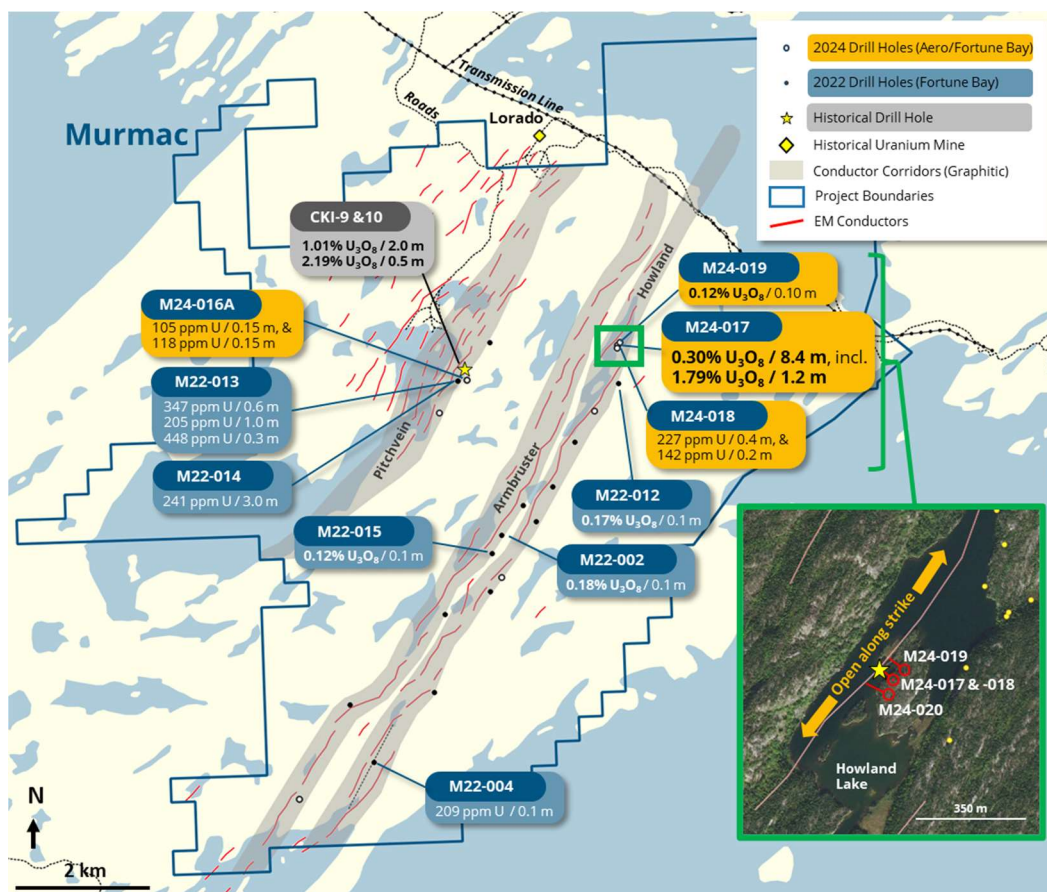 Murmac
Transmission Line
Roads
Lorado
2024 Drill Holes (Aero/Fortune Bay)
2022 Drill Holes (Fortune Bay)
Historical Drill Hole
Historical Uranium Mine
Conductor Corridors (Graphitic)
Project Boundaries
EM Conductors
CKI-9 &10
1.01% U₃O₈ / 2.0 m
2.19% U₃O₈ / 0.5 m
Howland
M24-019
0.12% U₃O₈ / 0.10 m
M24-016A
105 ppm U / 0.15 m, &
118 ppm U / 0.15 m
M24-017
0.30% U₃O₈ / 8.4 m, incl.
1.79% U₃O₈ / 1.2 m
M22-013
347 ppm U / 0.6 m
205 ppm U / 1.0 m
448 ppm U / 0.3 m
M24-018
227 ppm U / 0.4 m, &
142 ppm U / 0.2 m
Pitchvein
Armbruster
M22-014
241 ppm U / 3.0 m
M22-012
0.17% U₃O₈ / 0.1 m
M22-015
0.12% U₃O₈ / 0.1 m
M22-002
0.18% U₃O₈ / 0.1 m
Open along strike
M24-019
M24-017 & -018
M24-020
Howland
Lake
350 m
M22-004
209 ppm U / 0.1 m
N
2 km